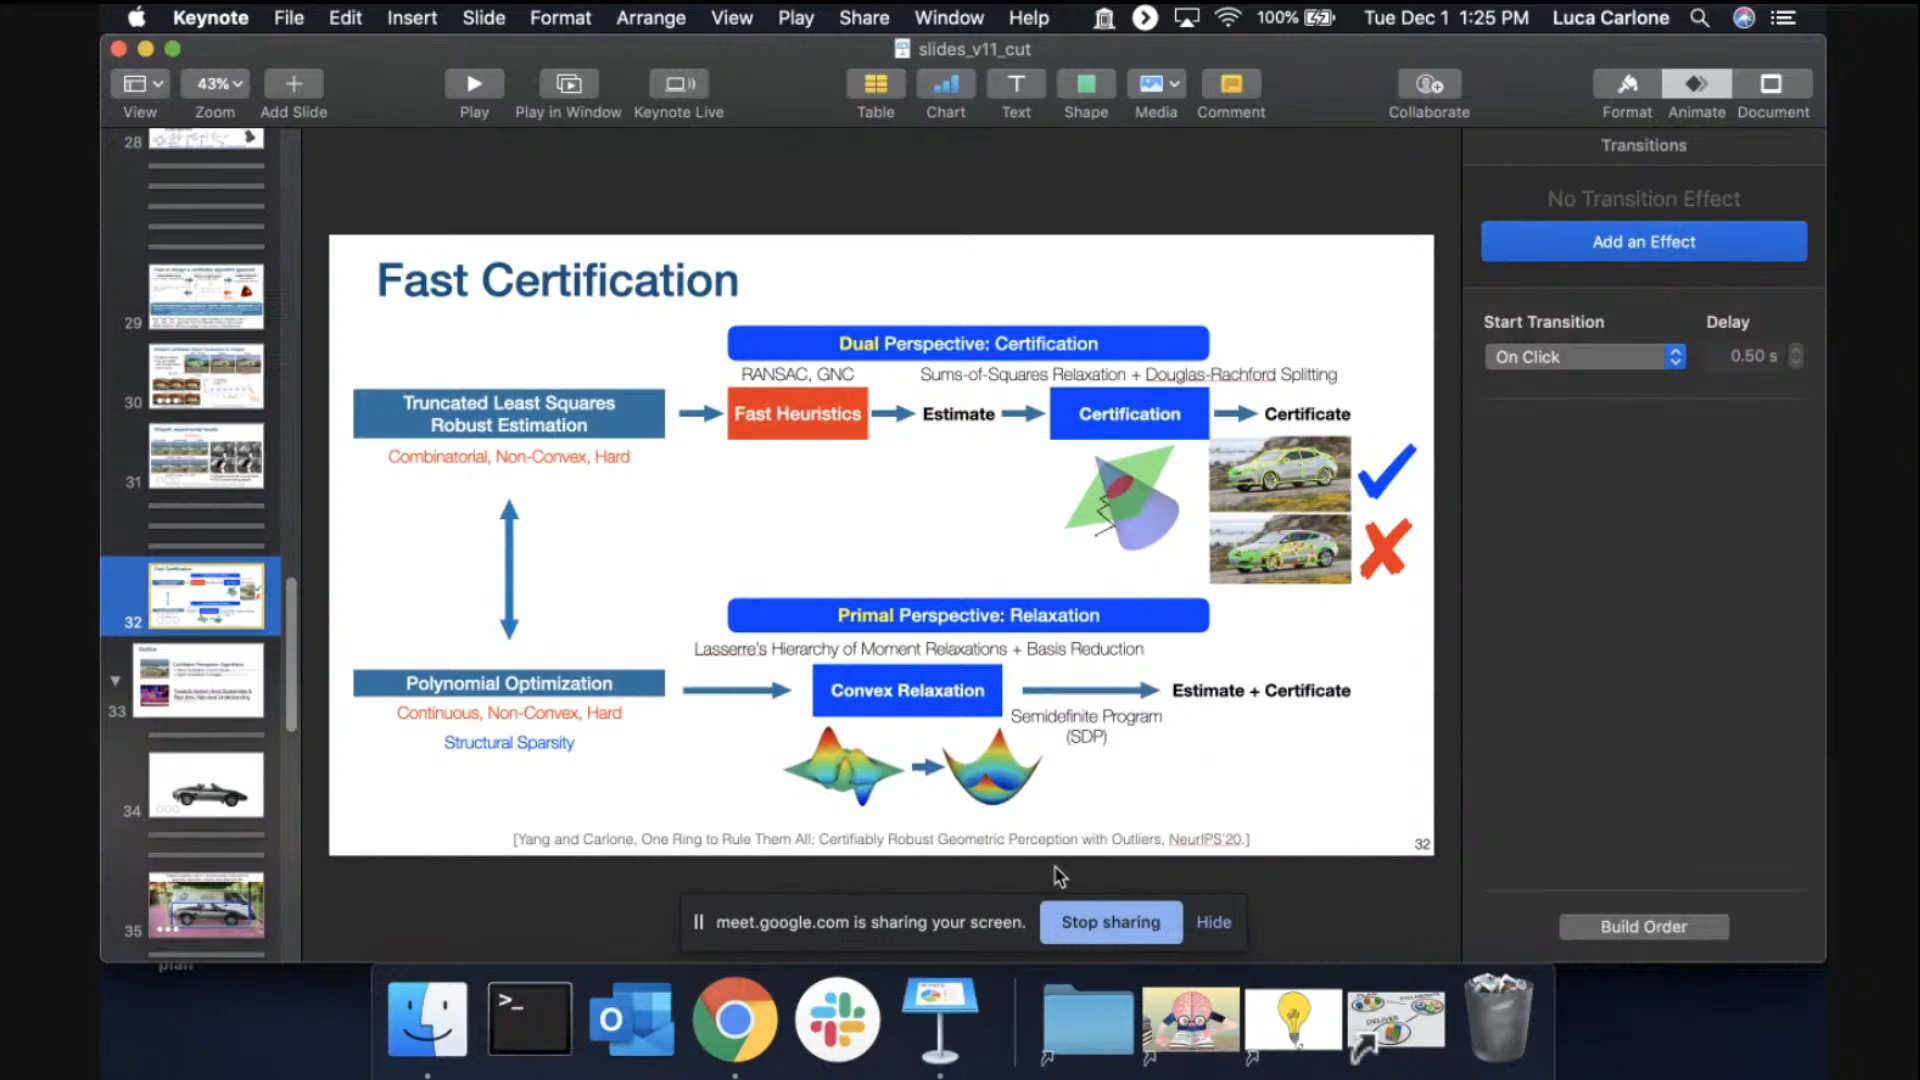 Keynote File Edit Insert Slide Format Arrange View Play Share Window Help 100% Tue Dec 1 1:25 PM Luca Carlone
slides_v11_cut
43%
View Zoom Add Slide Play Play in Window Keynote Live Table Chart Text Shape Media Comment Collaborate Format Animate Document
Transitions
No Transition Effect
Add an Effect
Start Transition Delay
On Click 0.50 s
Build Order
28
29
30
31
32
33
34
35
Fast Certification
Dual Perspective: Certification
RANSAC, GNC
Sums-of-Squares Relaxation + Douglas-Rachford Splitting
Truncated Least Squares
Robust Estimation
Fast Heuristics
Estimate
Certification
Certificate
Combinatorial, Non-Convex, Hard
Primal Perspective: Relaxation
Lasserre's Hierarchy of Moment Relaxations + Basis Reduction
Polynomial Optimization
Convex Relaxation
Estimate + Certificate
Continuous, Non-Convex, Hard
Semidefinite Program
(SDP)
Structural Sparsity
[Yang and Carlone, One Ring to Rule Them All: Certifiably Robust Geometric Perception with Outliers, NeurIPS'20.]
32
meet.google.com is sharing your screen. Stop sharing Hide
plan
DELIVER